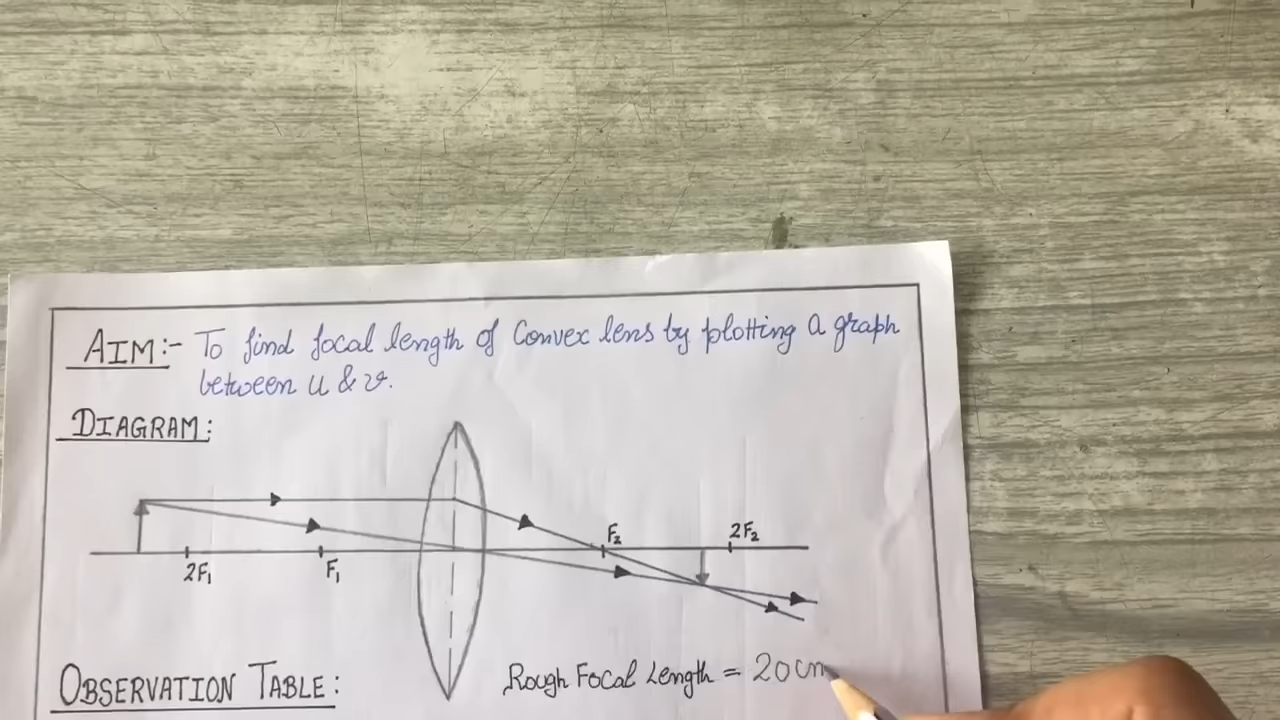 AIM:- To find focal length of Convex lens by plotting a graph
between u & v.
DIAGRAM:
F₂ 2F₂
2F₁ F₁
Rough Focal Length = 20cm
OBSERVATION TABLE: